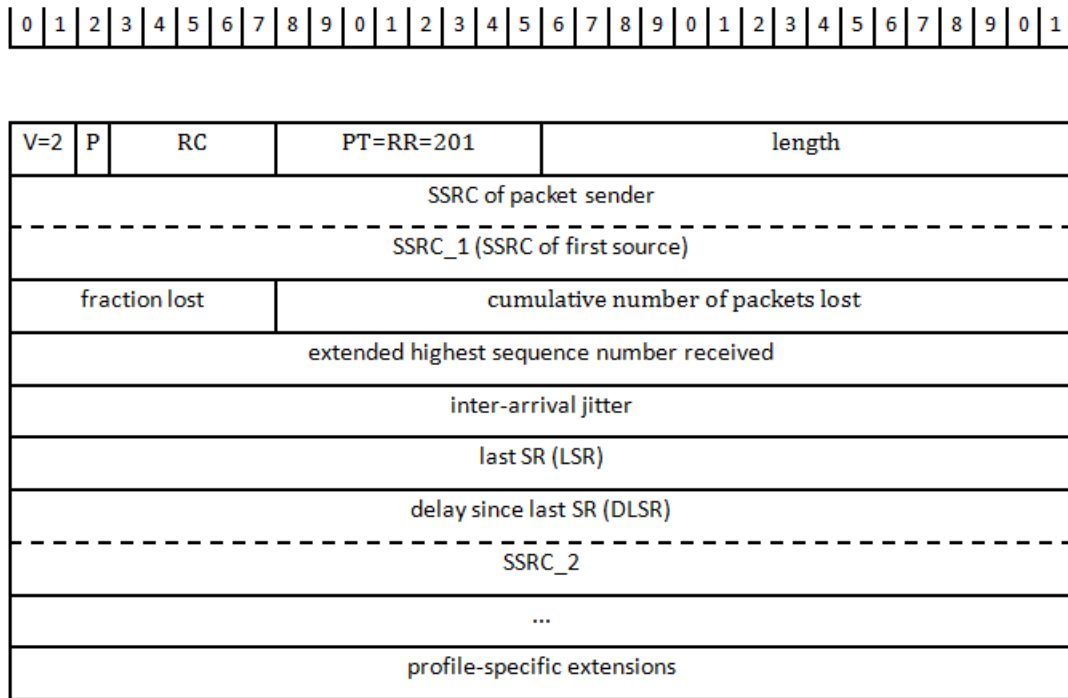 0 1 2 3 4 5 6 7 8 9 0 1 2 3 4 5 6 7 8 9 0 1 2 3 4 5 6 7 8 9 0 1
V=2 P RC PT=RR=201 length
SSRC of packet sender
SSRC_1 (SSRC of first source)
fraction lost cumulative number of packets lost
extended highest sequence number received
inter-arrival jitter
last SR (LSR)
delay since last SR (DLSR)
SSRC_2
...
profile-specific extensions